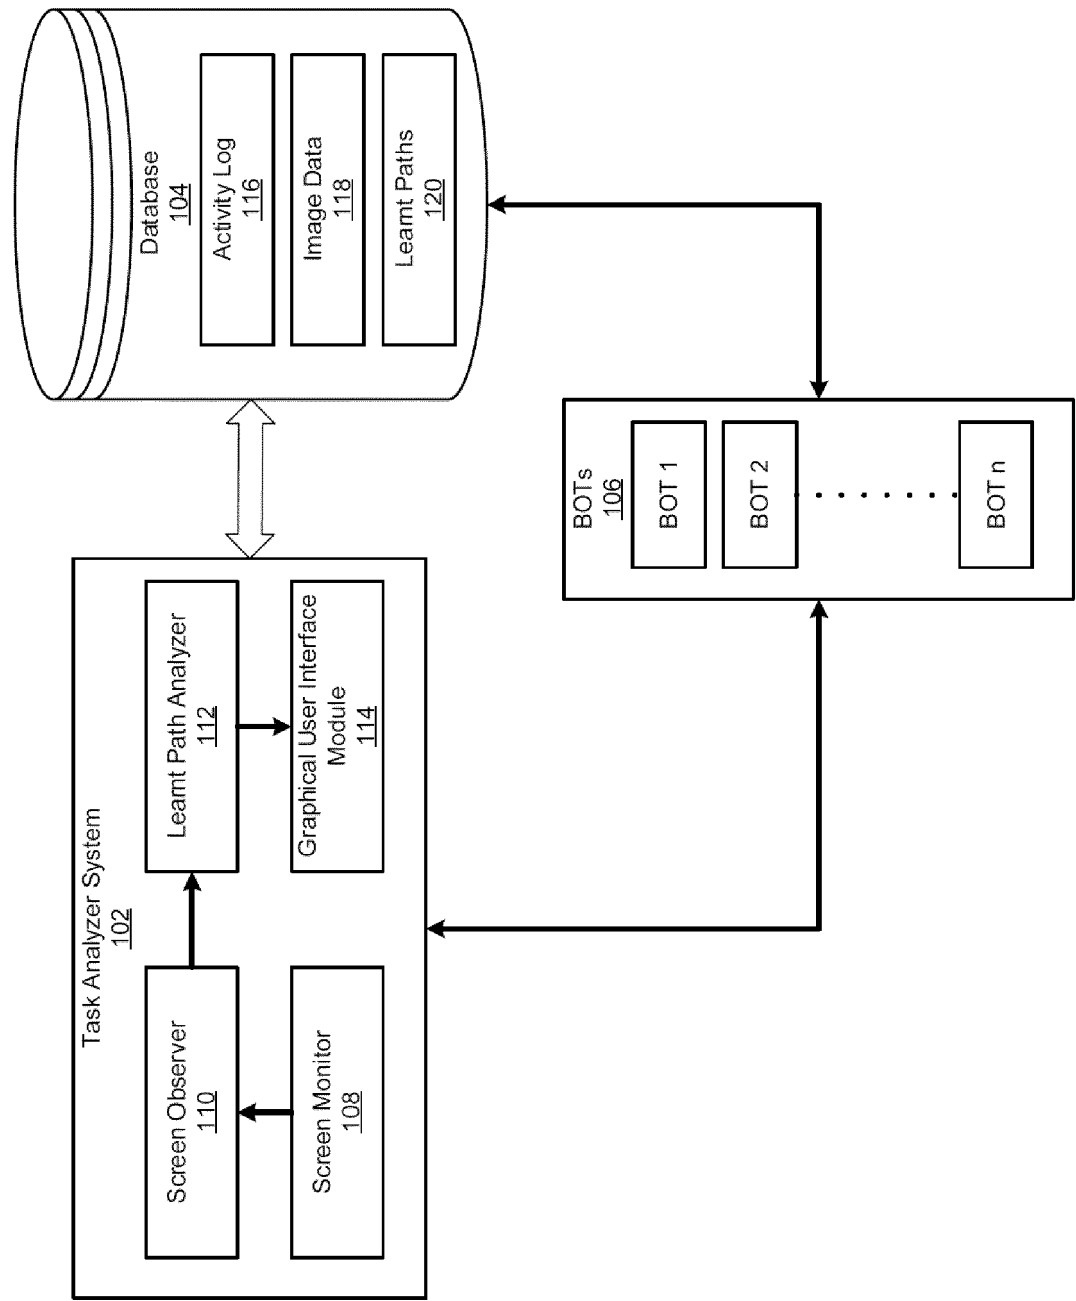 Task Analyzer System
102
Screen Observer
110
Learnt Path Analyzer
112
Screen Monitor
108
Graphical User Interface
Module
114
Database
104
Activity Log
116
Image Data
118
Learnt Paths
120
BOTs
106
BOT 1
BOT 2
BOT n